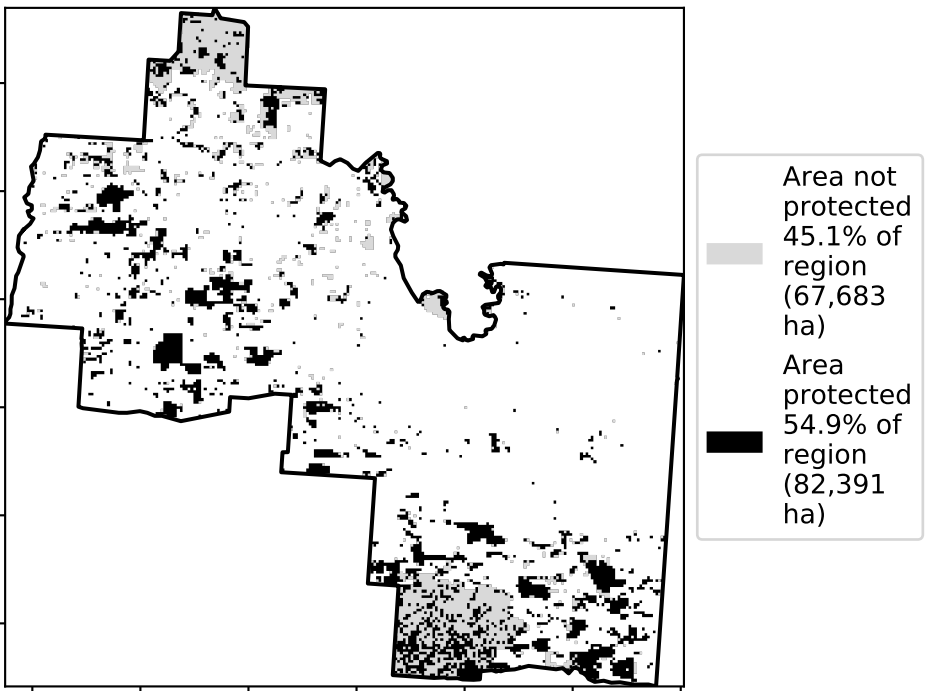 Area not
protected
45.1% of
region
(67,683
ha)
Area
protected
54.9% of
region
(82,391
ha)